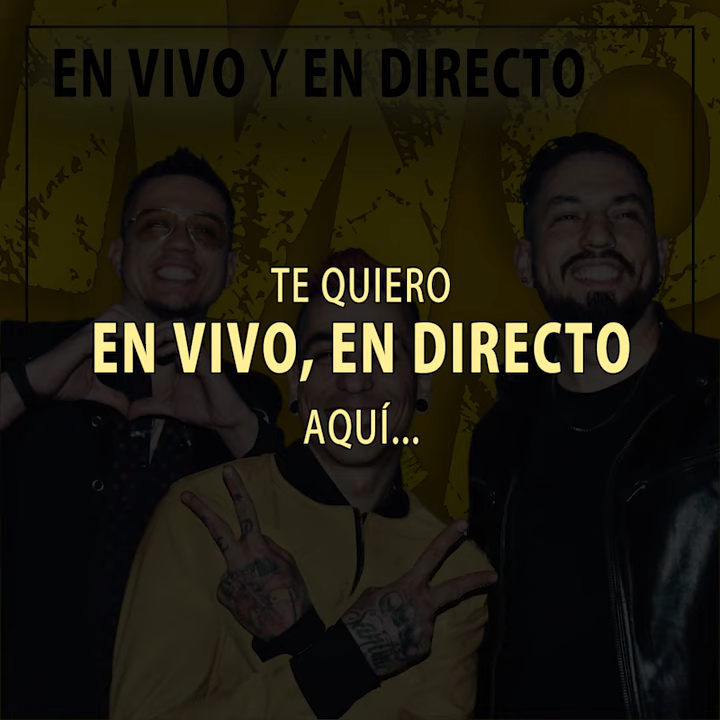 EN VIVO Y EN DIRECTO
TE QUIERO
EN VIVO, EN DIRECTO
AQUÍ...